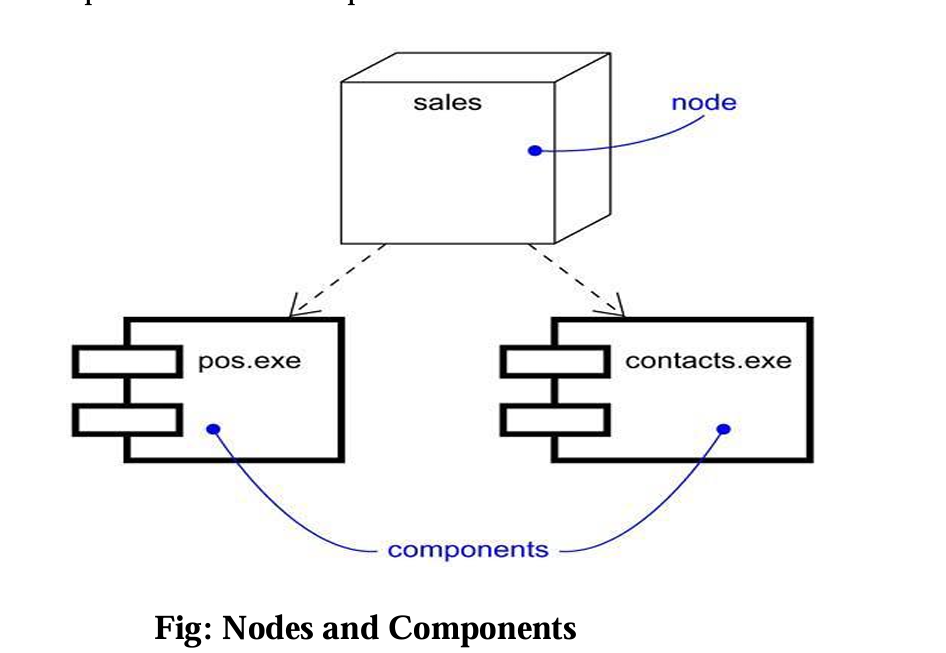 sales
node
pos.exe
contacts.exe
components
Fig: Nodes and Components